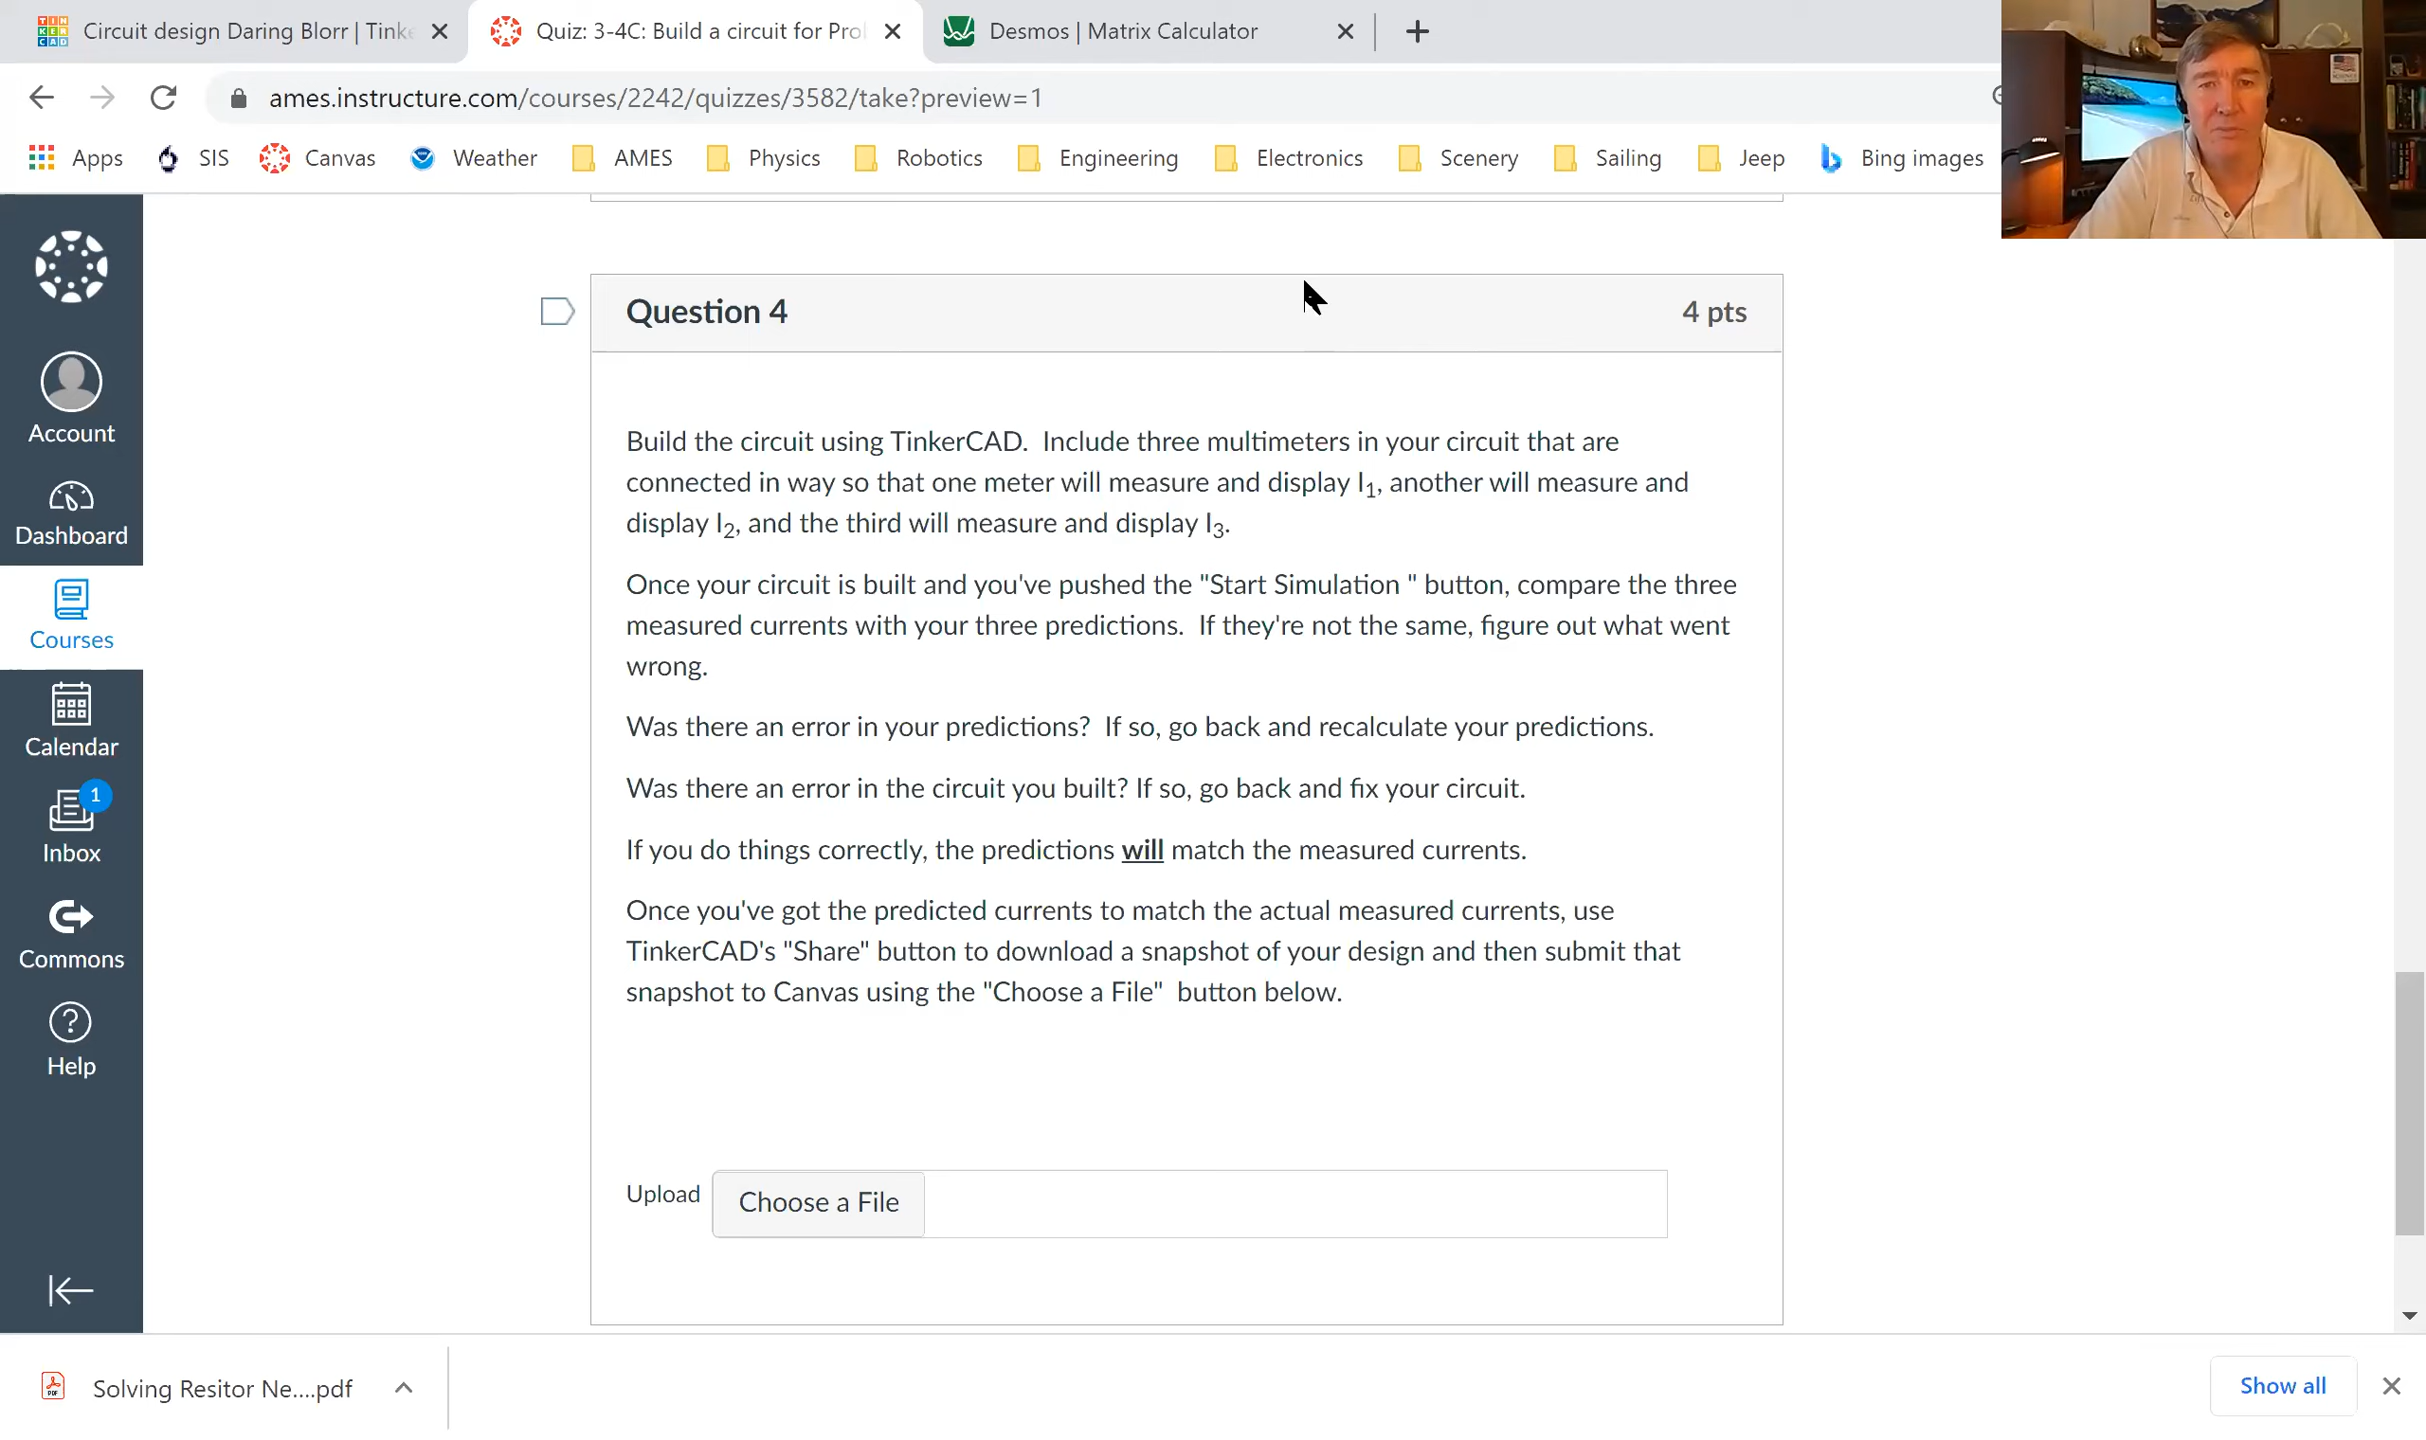 Circuit design Daring Blorr | Tinke
Quiz: 3-4C: Build a circuit for Pro
Desmos | Matrix Calculator
ames.instructure.com/courses/2242/quizzes/3582/take?preview=1
Apps SIS Canvas Weather AMES Physics Robotics Engineering Electronics Scenery Sailing Jeep Bing images
Account
Dashboard
Courses
Calendar
1
Inbox
Commons
Help
Question 4 4 pts
Build the circuit using TinkerCAD. Include three multimeters in your circuit that are
connected in way so that one meter will measure and display I1, another will measure and
display I2, and the third will measure and display I3.
Once your circuit is built and you've pushed the "Start Simulation " button, compare the three
measured currents with your three predictions. If they're not the same, figure out what went
wrong.
Was there an error in your predictions? If so, go back and recalculate your predictions.
Was there an error in the circuit you built? If so, go back and fix your circuit.
If you do things correctly, the predictions will match the measured currents.
Once you've got the predicted currents to match the actual measured currents, use
TinkerCAD's "Share" button to download a snapshot of your design and then submit that
snapshot to Canvas using the "Choose a File" button below.
Upload Choose a File
Solving Resitor Ne....pdf
Show all